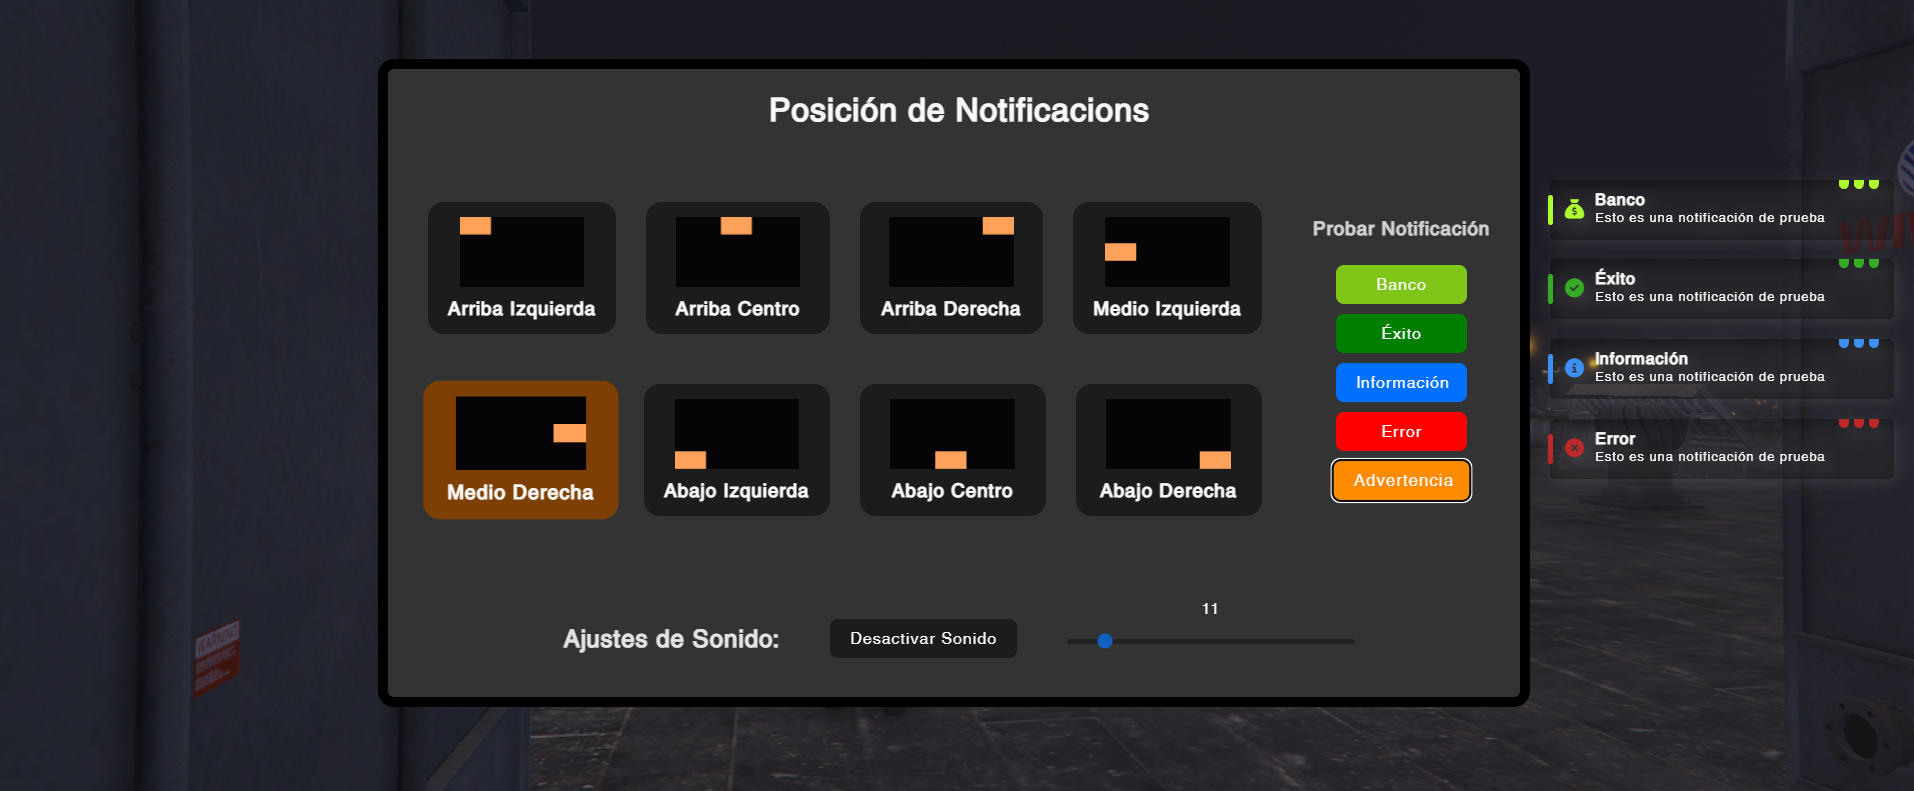 Posición de Notificacions
Arriba Izquierda
Arriba Centro
Arriba Derecha
Medio Izquierda
Medio Derecha
Abajo Izquierda
Abajo Centro
Abajo Derecha
Probar Notificación
Banco
Éxito
Información
Error
Advertencia
Ajustes de Sonido:
Desactivar Sonido
11
Banco
Esto es una notificación de prueba
Éxito
Esto es una notificación de prueba
Información
Esto es una notificación de prueba
Error
Esto es una notificación de prueba
WARNING